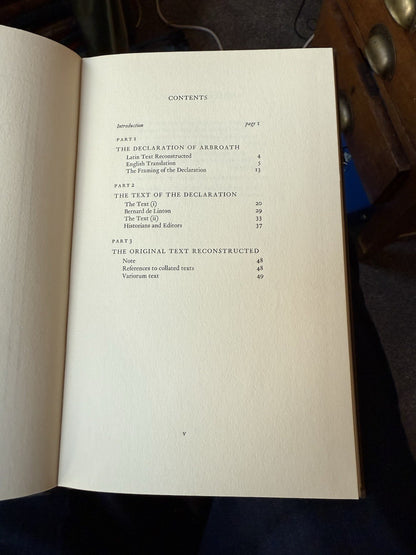 CONTENTS
Introduction page 1
PART 1
THE DECLARATION OF ARBROATH
Latin Text Reconstructed 4
English Translation 5
The Framing of the Declaration 13
PART 2
THE TEXT OF THE DECLARATION
The Text (i) 20
Bernard de Linton 29
The Text (ii) 33
Historians and Editors 37
PART 3
THE ORIGINAL TEXT RECONSTRUCTED
Note 48
References to collated texts 48
Variorum text 49
v